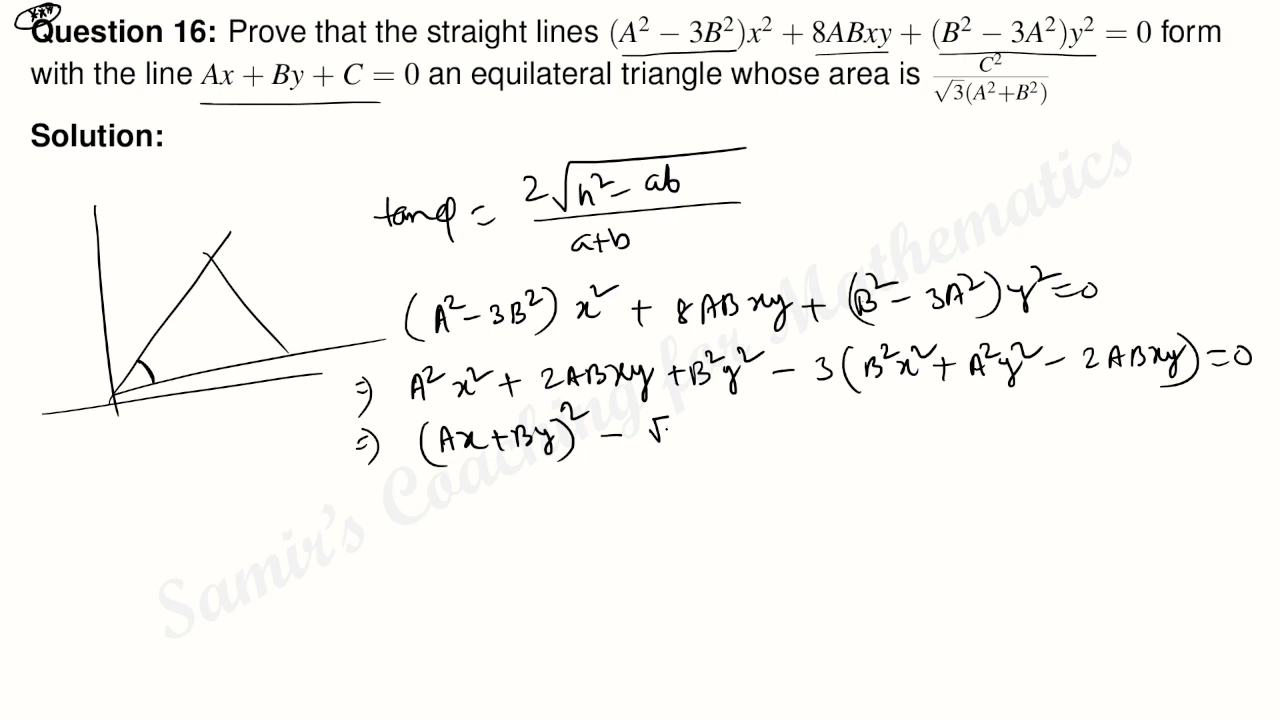 Question 16: Prove that the straight lines (A² − 3B²)x² + 8ABxy + (B² − 3A²)y² = 0 form
with the line Ax + By + C = 0 an equilateral triangle whose area is C²/(√3(A²+B²))
Solution:
tanφ = 2√(h² − ab) / (a+b)
(A² − 3B²) x² + 8ABxy + (B² − 3A²) y² = 0
⇒) A²x² + 2ABxy + B²y² − 3(B²x² + A²y² − 2ABxy) = 0
⇒) (Ax + By)² − √
Samir's Coaching for Mathematics